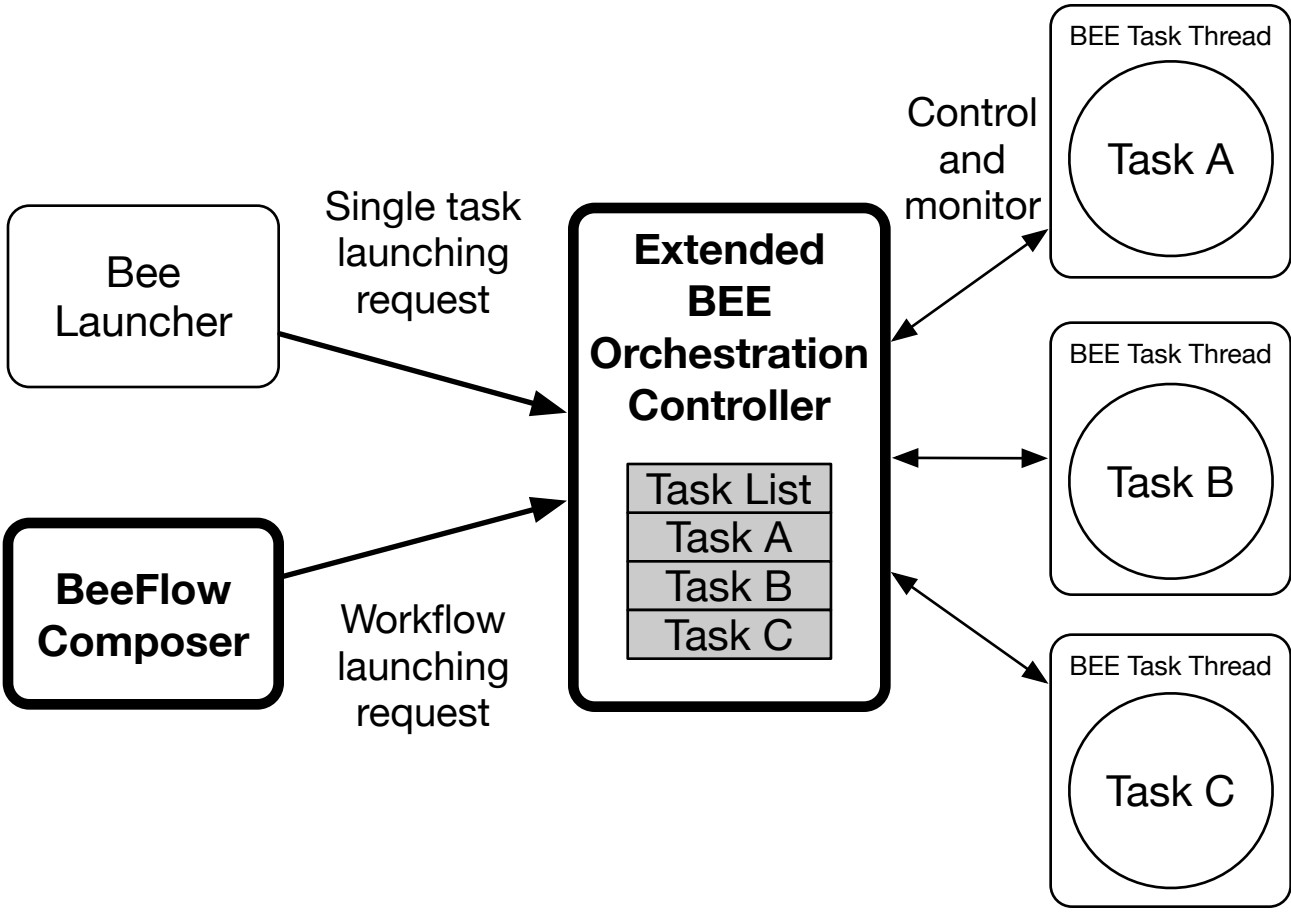 Bee
Launcher
Single task
launching
request
BeeFlow
Composer
Workflow
launching
request
Extended
BEE
Orchestration
Controller
Task List
Task A
Task B
Task C
Control
and
monitor
BEE Task Thread
Task A
BEE Task Thread
Task B
BEE Task Thread
Task C